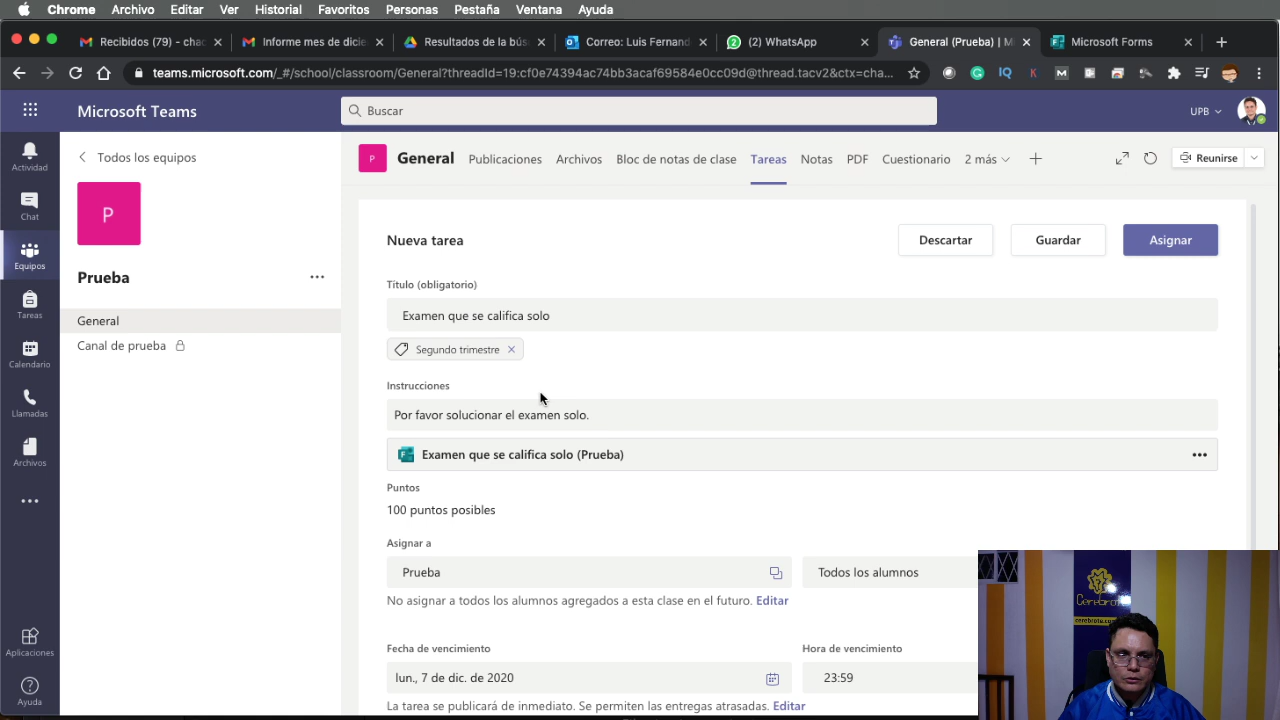 Chrome Archivo Editar Ver Historial Favoritos Personas Pestaña Ventana Ayuda
Recibidos (79) - cha
Informe mes de dicie
Resultados de la bús
Correo: Luis Fernand
(2) WhatsApp
General (Prueba) | M
Microsoft Forms
teams.microsoft.com/_#/school/classroom/General?threadId=19:cf0e74394ac74bb3acaf69584e0cc09d@thread.tacv2&ctx=cha...
Microsoft Teams
Buscar
UPB
Actividad
Chat
Equipos
Tareas
Calendario
Llamadas
Archivos
Aplicaciones
Ayuda
Todos los equipos
P
Prueba
General
Canal de prueba
P
General Publicaciones Archivos Bloc de notas de clase Tareas Notas PDF Cuestionario 2 más
Reunirse
Nueva tarea
Descartar Guardar Asignar
Título (obligatorio)
Examen que se califica solo
Segundo trimestre
Instrucciones
Por favor solucionar el examen solo.
Examen que se califica solo (Prueba)
Puntos
100 puntos posibles
Asignar a
Prueba
Todos los alumnos
No asignar a todos los alumnos agregados a esta clase en el futuro. Editar
Fecha de vencimiento
Hora de vencimiento
lun., 7 de dic. de 2020
23:59
La tarea se publicará de inmediato. Se permiten las entregas atrasadas. Editar